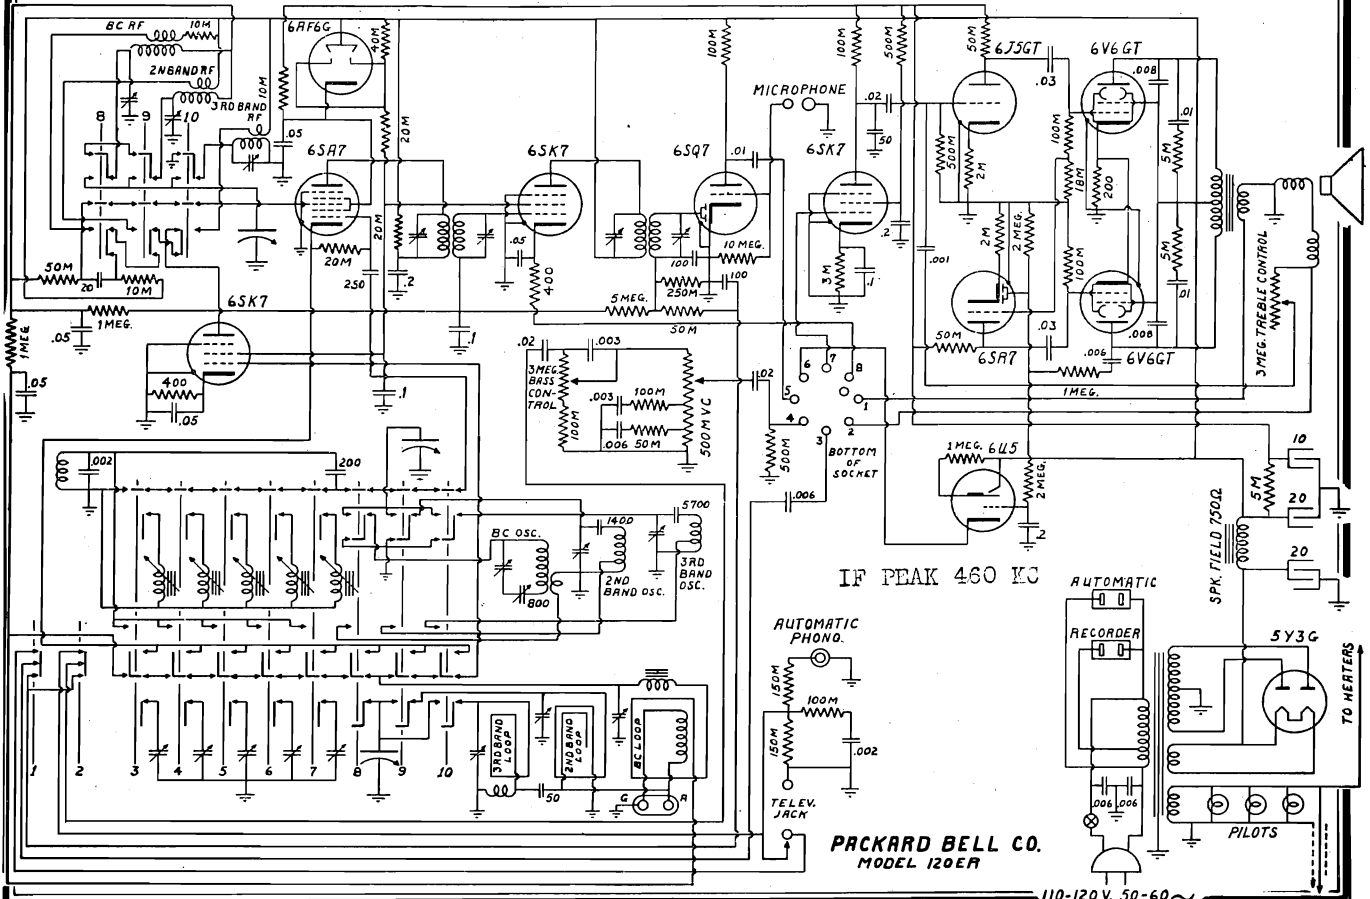 BC RF
10M
2ND BAND RF
3RD BAND
RF
10M
8 9 10
.05
6AF6G
40M
20M
6SA7
20M
20M
250
.2
50M
20
10M
1MEG.
.05
1MEG
.05
6SK7
400
.05
.1
.1
6SK7
.05
400
100M
6SQ7
.01
10 MEG.
100
250M
100
5MEG.
50M
MICROPHONE
100M
6SK7
500M
.02
50
.2
3M
.1
50M
6J5GT
.03
6V6GT
.008
.01
5M
500M
2M
100M
18M
200
2M
2 MEG.
100M
5M
.01
.001
50M
6SR7
.03
.008
.006
6V6GT
1MEG.
3 MEG. TREBLE CONTROL
.02
.003
3 MEG.
BASS
CON-
TROL
100M
.003
100M
.006
50M
500M VC
.02
500M
6
7
8
5
1
4
3
2
BOTTOM
OF
SOCKET
.006
1MEG.
6U5
2 MEG.
.2
10
5M
20
20
SPK. FIELD 750Ω
.002
200
BC OSC.
800
1400
2ND
BAND OSC.
5700
3RD
BAND
OSC.
IF PEAK 460 KC
AUTOMATIC
PHONO.
150M
100M
150M
.002
TELEV.
JACK
AUTOMATIC
RECORDER
5Y3G
TO HEATERS
.006
.006
PILOTS
1 2 3 4 5 6 7 8 9 10
3RD BAND
LOOP
50
2ND BAND
LOOP
BC LOOP
G
A
PACKARD BELL CO.
MODEL 120ER
110-120V. 50-60~